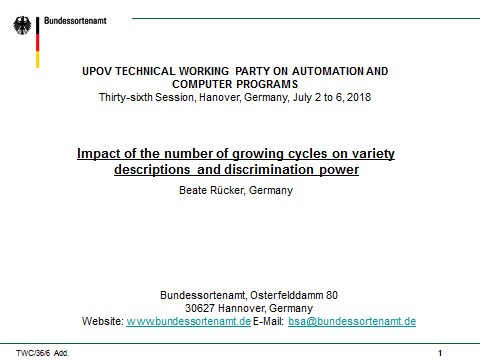 Bundessortenamt
UPOV TECHNICAL WORKING PARTY ON AUTOMATION AND
COMPUTER PROGRAMS
Thirty-sixth Session, Hanover, Germany, July 2 to 6, 2018
Impact of the number of growing cycles on variety
descriptions and discrimination power
Beate Rücker, Germany
Bundessortenamt, Osterfelddamm 80
30627 Hannover, Germany
Website: www.bundessortenamt.de E-Mail: bsa@bundessortenamt.de
TWC/36/6 Add. 1